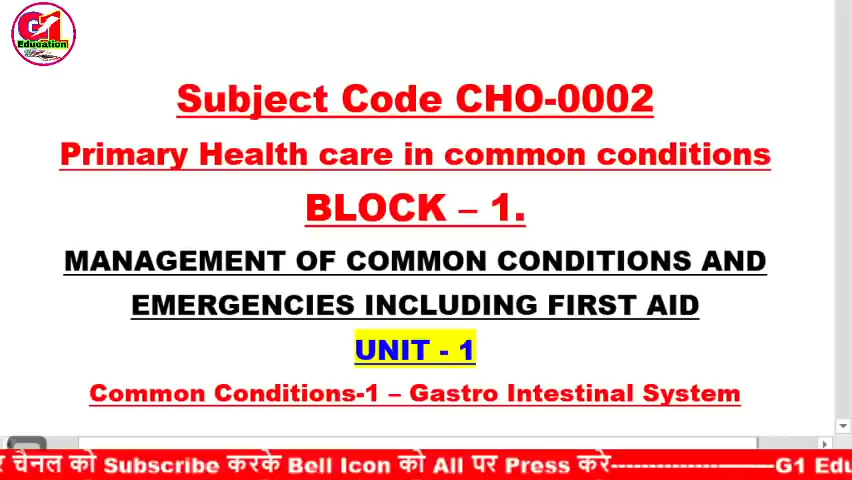 G1
Education
Subject Code CHO-0002
Primary Health care in common conditions
BLOCK – 1.
MANAGEMENT OF COMMON CONDITIONS AND
EMERGENCIES INCLUDING FIRST AID
UNIT - 1
Common Conditions-1 – Gastro Intestinal System
चैनल को Subscribe करके Bell Icon को All पर Press करे-----------------------G1 Edu